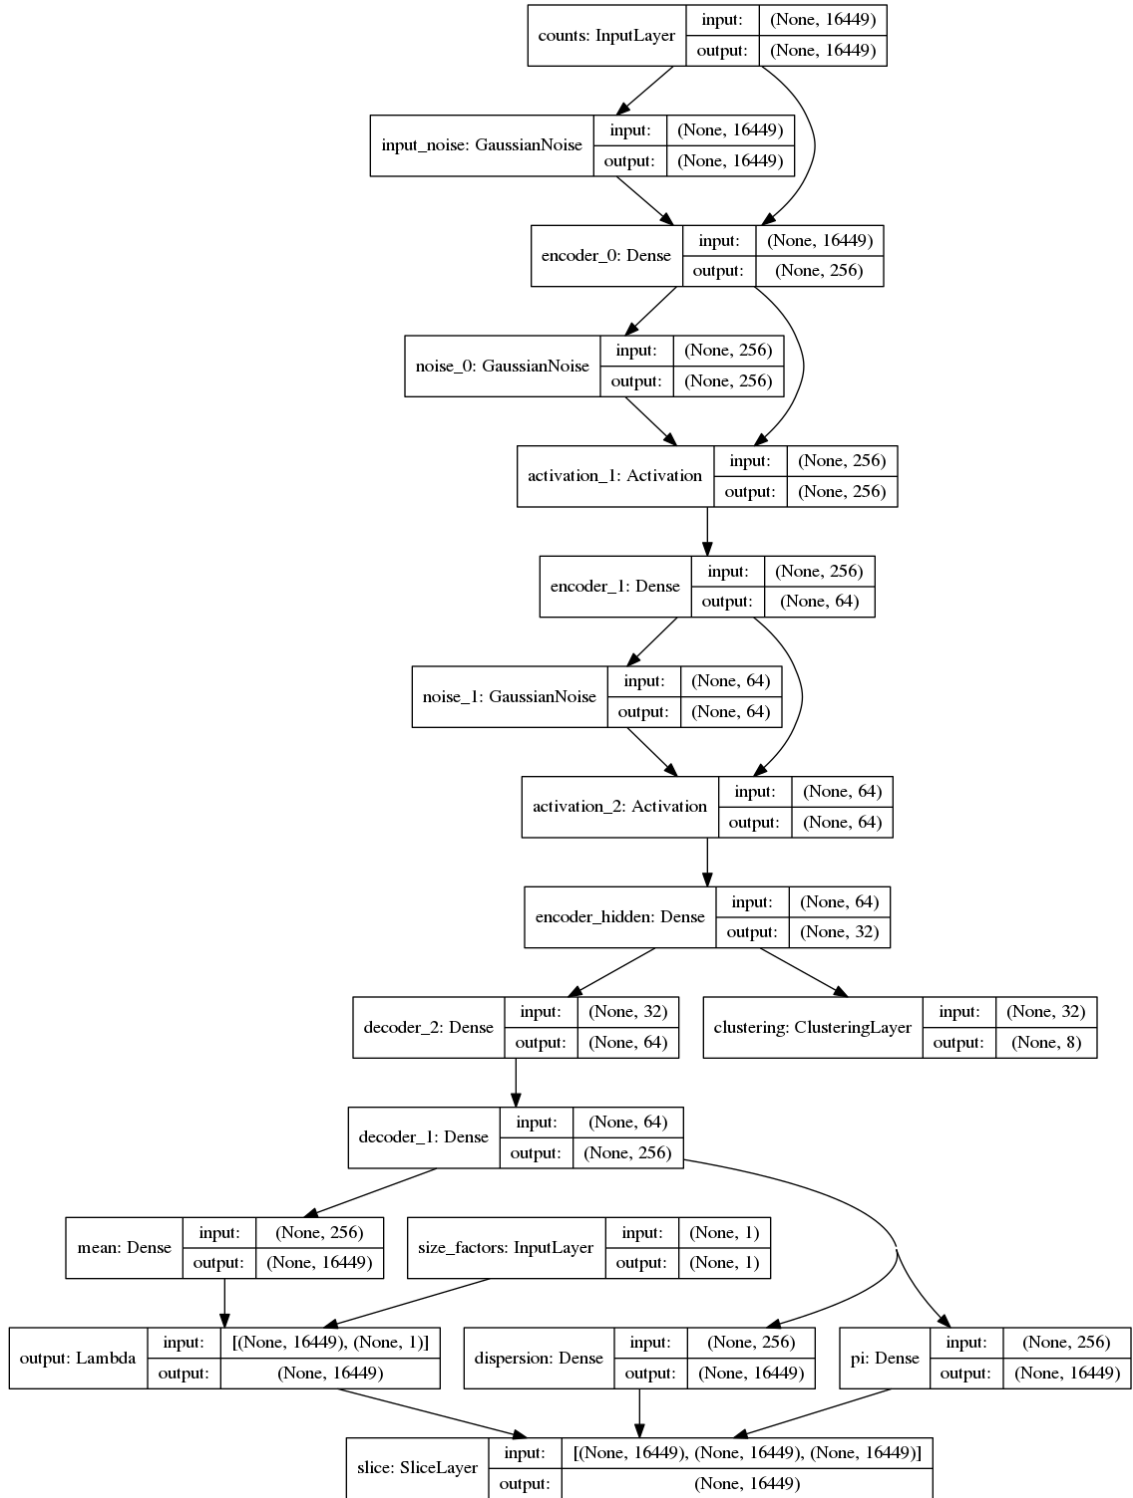 counts: InputLayer
input: (None, 16449)
output: (None, 16449)
input_noise: GaussianNoise
input: (None, 16449)
output: (None, 16449)
encoder_0: Dense
input: (None, 16449)
output: (None, 256)
noise_0: GaussianNoise
input: (None, 256)
output: (None, 256)
activation_1: Activation
input: (None, 256)
output: (None, 256)
encoder_1: Dense
input: (None, 256)
output: (None, 64)
noise_1: GaussianNoise
input: (None, 64)
output: (None, 64)
activation_2: Activation
input: (None, 64)
output: (None, 64)
encoder_hidden: Dense
input: (None, 64)
output: (None, 32)
decoder_2: Dense
input: (None, 32)
output: (None, 64)
clustering: ClusteringLayer
input: (None, 32)
output: (None, 8)
decoder_1: Dense
input: (None, 64)
output: (None, 256)
mean: Dense
input: (None, 256)
output: (None, 16449)
size_factors: InputLayer
input: (None, 1)
output: (None, 1)
output: Lambda
input: [(None, 16449), (None, 1)]
output: (None, 16449)
dispersion: Dense
input: (None, 256)
output: (None, 16449)
pi: Dense
input: (None, 256)
output: (None, 16449)
slice: SliceLayer
input: [(None, 16449), (None, 16449), (None, 16449)]
output: (None, 16449)